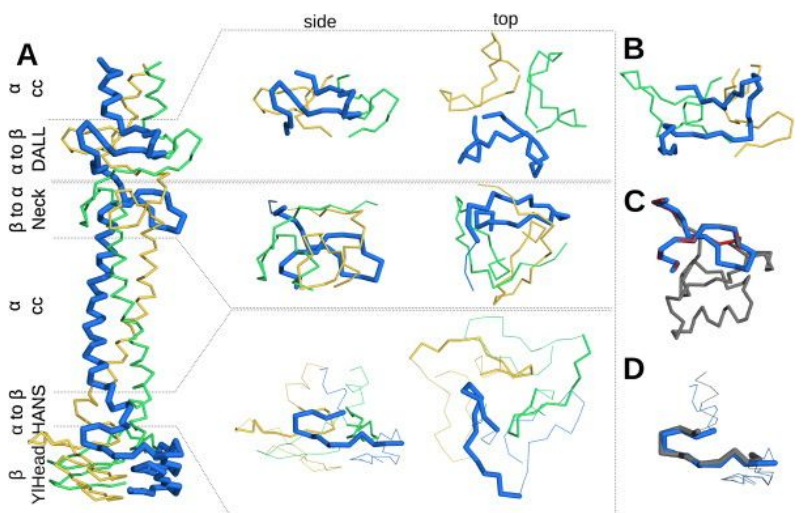 side
top
A
B
α
cc
α to β
DALL
β to α
Neck
C
α
cc
α to β
HANS
D
β
YlHead